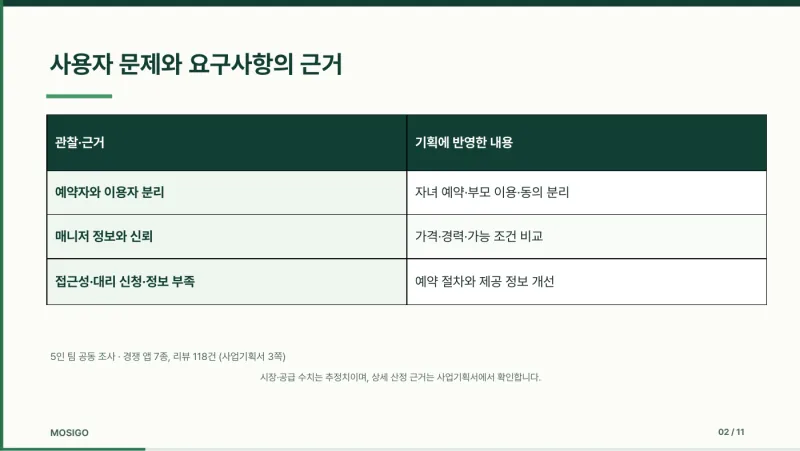 사용자 문제와 요구사항의 근거
관찰·근거
기획에 반영한 내용
예약자와 이용자 분리
자녀 예약·부모 이용·동의 분리
매니저 정보와 신뢰
가격·경력·가능 조건 비교
접근성·대리 신청·정보 부족
예약 절차와 제공 정보 개선
5인 팀 공동 조사 · 경쟁 앱 7종, 리뷰 118건 (사업기획서 3쪽)
시장·공급 수치는 추정치이며, 상세 산정 근거는 사업기획서에서 확인합니다.
MOSIGO
02 / 11